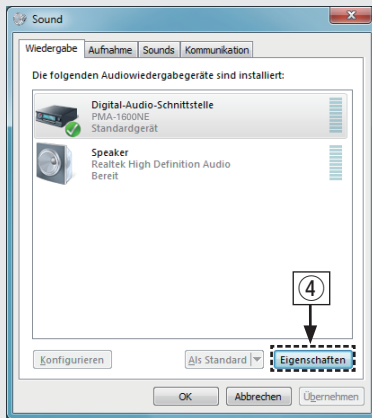 Sound
Wiedergabe Aufnahme Sounds Kommunikation
Die folgenden Audiowiedergabegeräte sind installiert:
Digital-Audio-Schnittstelle
PMA-1600NE
Standardgerät
Speaker
Realtek High Definition Audio
Bereit
④
Konfigurieren Als Standard Eigenschaften
OK Abbrechen Übernehmen